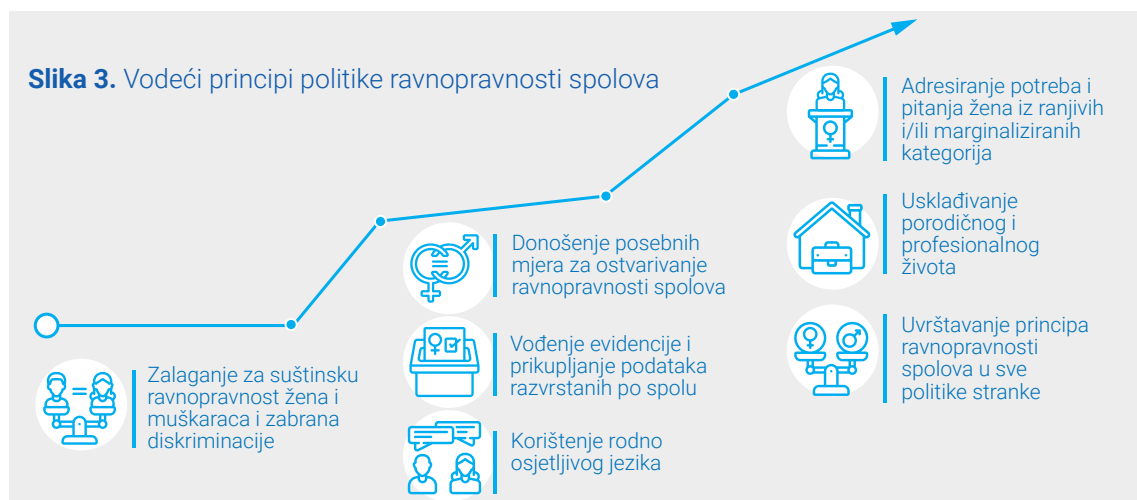 Slika 3. Vodeći principi politike ravnopravnosti spolova
Zalaganje za suštinsku
ravnopravnost žena i
muškaraca i zabrana
diskriminacije
Donošenje posebnih
mjera za ostvarivanje
ravnopravnosti spolova
Vođenje evidencije i
prikupljanje podataka
razvrstanih po spolu
Korištenje rodno
osjetljivog jezika
Adresiranje potreba i
pitanja žena iz ranjivih
i/ili marginaliziranih
kategorija
Usklađivanje
porodičnog i
profesionalnog
života
Uvrštavanje principa
ravnopravnosti
spolova u sve
politike stranke